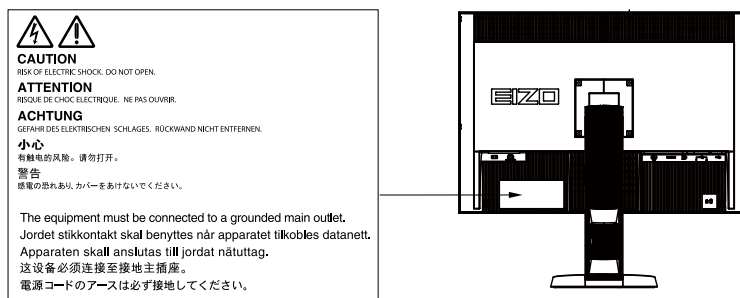 CAUTION
RISK OF ELECTRIC SHOCK. DO NOT OPEN.
ATTENTION
RISQUE DE CHOC ELECTRIQUE. NE PAS OUVRIR.
ACHTUNG
GEFAHR DES ELEKTRISCHEN SCHLAGES. RÜCKWAND NICHT ENTFERNEN.
小心
有触电的风险。请勿打开。
警告
感電の恐れあり、カバーをあけないでください。
The equipment must be connected to a grounded main outlet.
Jordet stikkontakt skal benyttes når apparatet tilkobles datanett.
Apparaten skall anslutas till jordat nätuttag.
这设备必须连接至接地主插座。
電源コードのアースは必ず接地してください。
EIZO